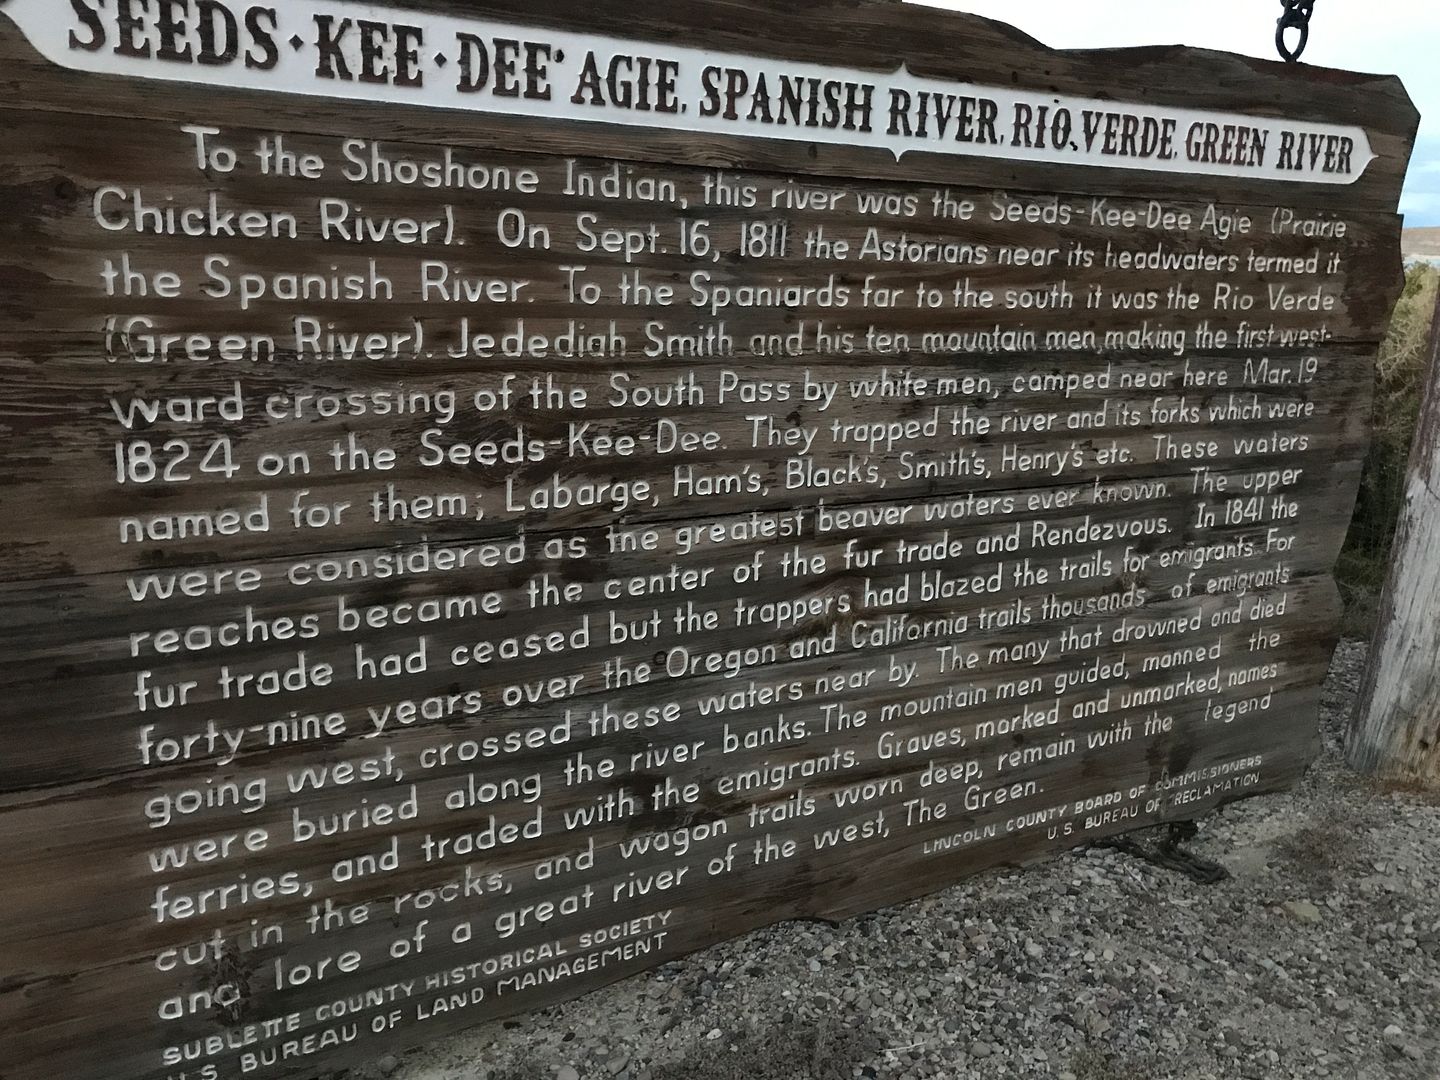 SEEDS·KEE·DEE AGIE, SPANISH RIVER, RIO VERDE, GREEN RIVER
To the Shoshone Indian, this river was the Seeds-Kee-Dee Agie (Prairie
Chicken River). On Sept. 16, 1811 the Astorians near its headwaters termed it
the Spanish River. To the Spaniards far to the south it was the Rio Verde
(Green River). Jedediah Smith and his ten mountain men, making the first west-
ward crossing of the South Pass by white men, camped near here Mar. 19
1824 on the Seeds-Kee-Dee. They trapped the river and its forks which were
named for them; Labarge, Ham's, Black's, Smith's, Henry's etc. These waters
were considered as the greatest beaver waters ever known. The upper
reaches became the center of the fur trade and Rendezvous. In 1841 the
fur trade had ceased but the trappers had blazed the trails for emigrants. For
forty-nine years over the Oregon and California trails thousands of emigrants
going west, crossed these waters near by. The many that drowned and died
were buried along the river banks. The mountain men guided, manned the
ferries, and traded with the emigrants. Graves, marked and unmarked, names
cut in the rocks, and wagon trails worn deep, remain with the legend
and lore of a great river of the west, The Green.
SUBLETTE COUNTY HISTORICAL SOCIETY
U.S. BUREAU OF LAND MANAGEMENT
LINCOLN COUNTY BOARD OF COMMISSIONERS
U.S. BUREAU OF RECLAMATION